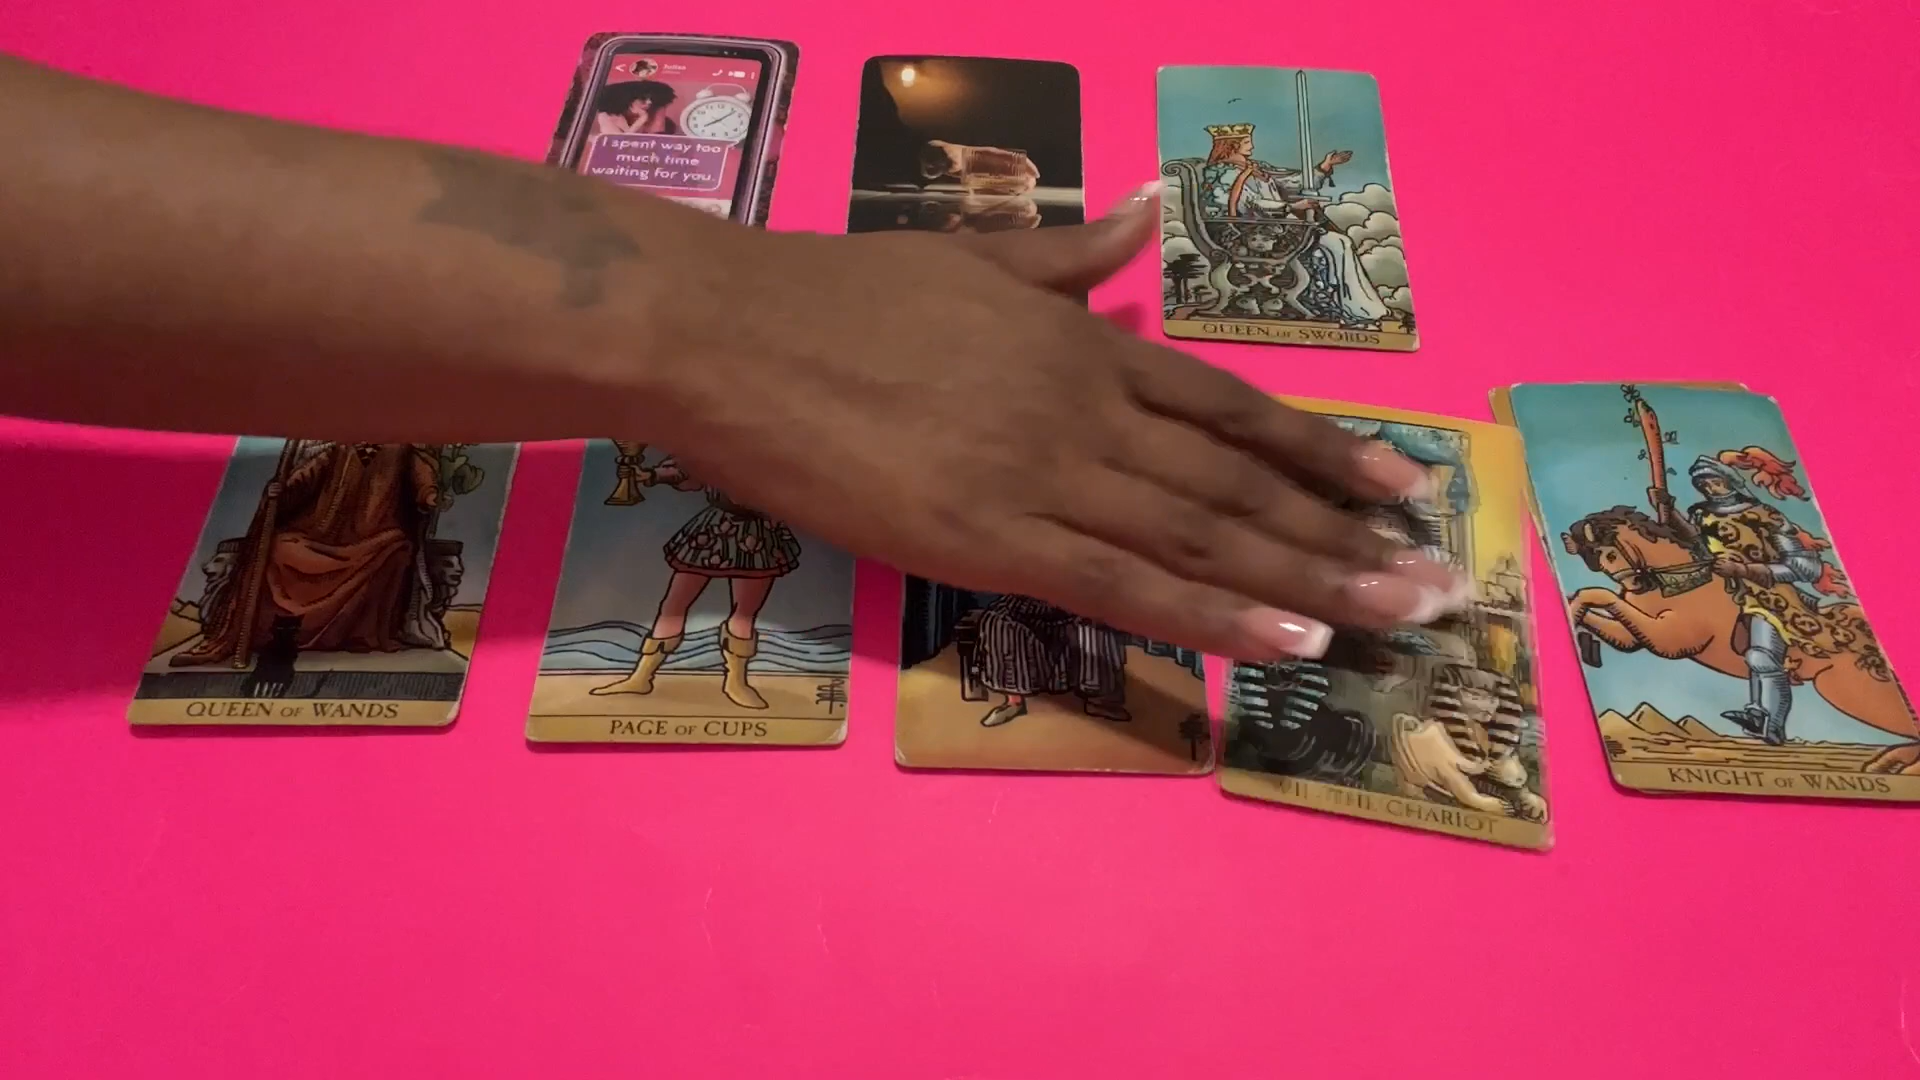 I spent way too
much time
waiting for you.
QUEEN OF SWORDS
QUEEN OF WANDS
PAGE OF CUPS
VII - THE CHARIOT
KNIGHT OF WANDS